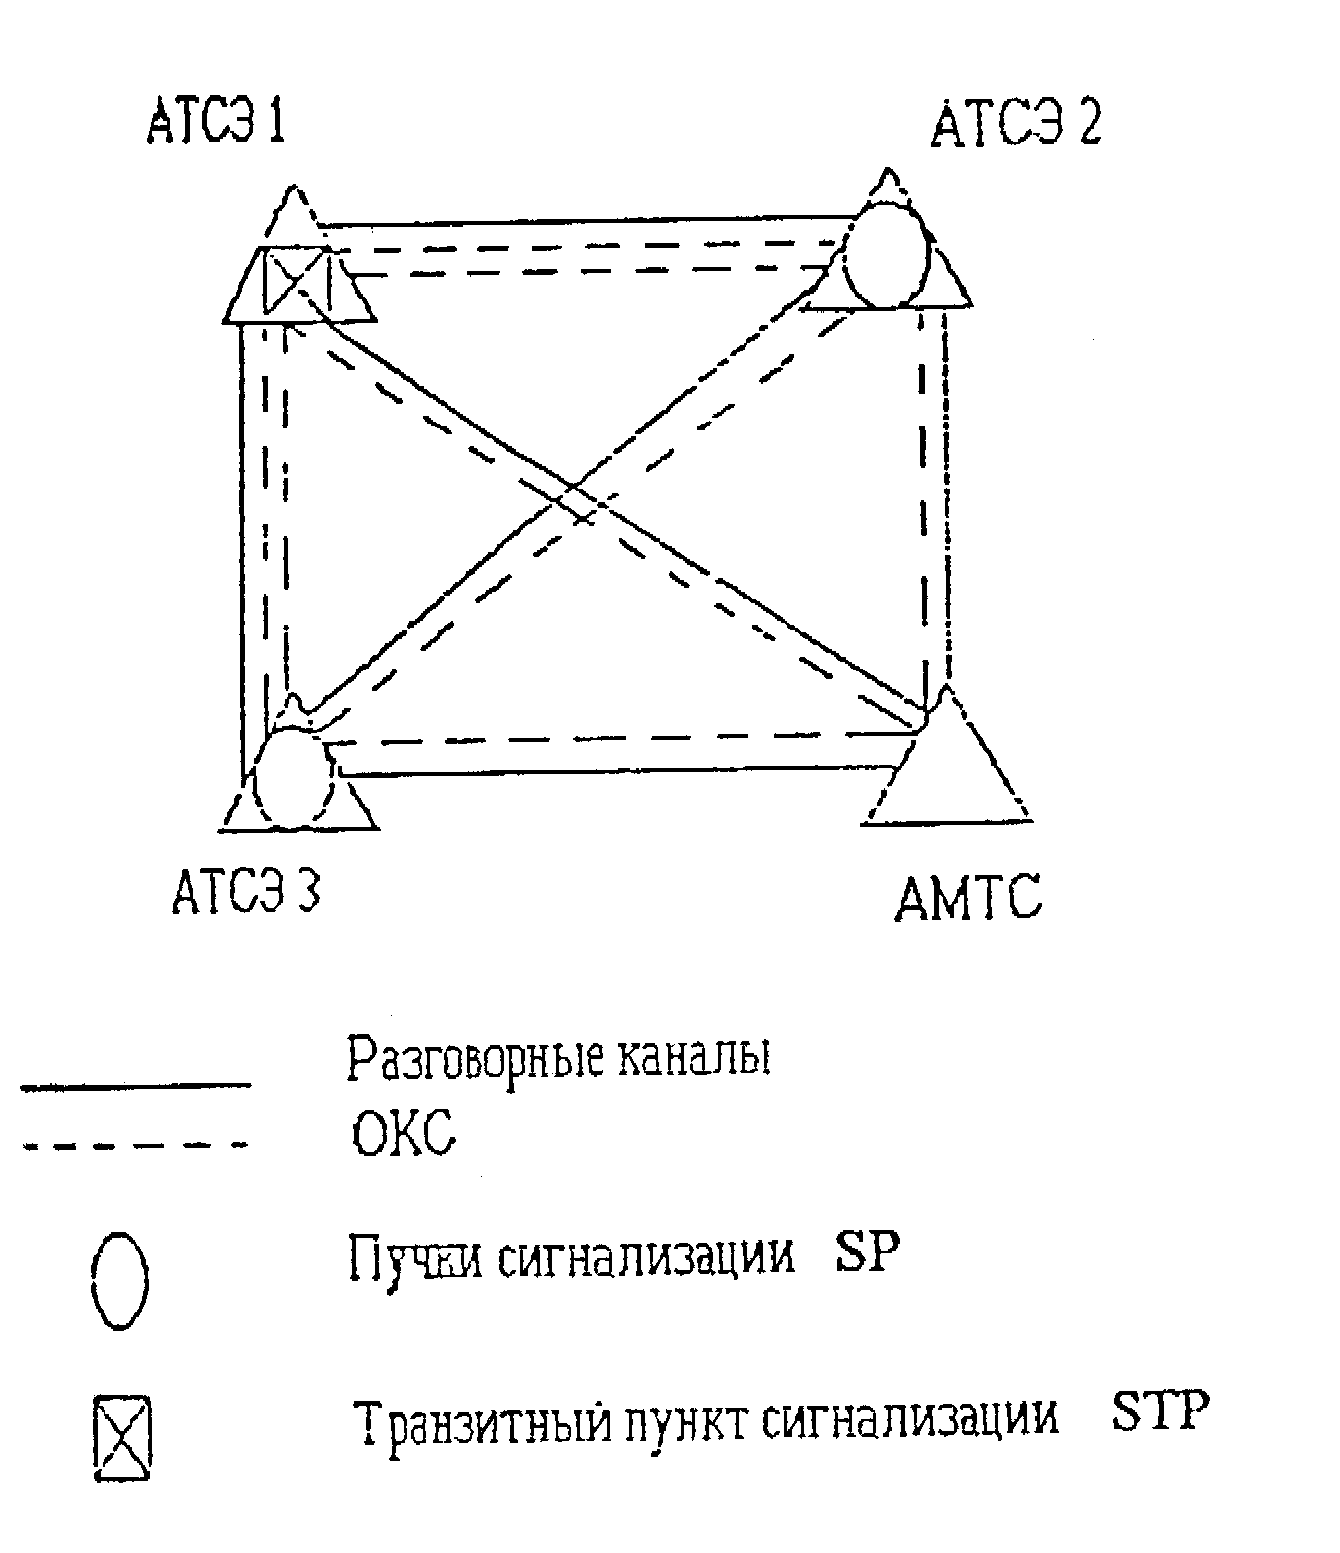 АТСЭ 1
АТСЭ 2
АТСЭ 3
АМТС
Разговорные каналы
ОКС
Пучки сигнализации SP
Транзитный пункт сигнализации STP